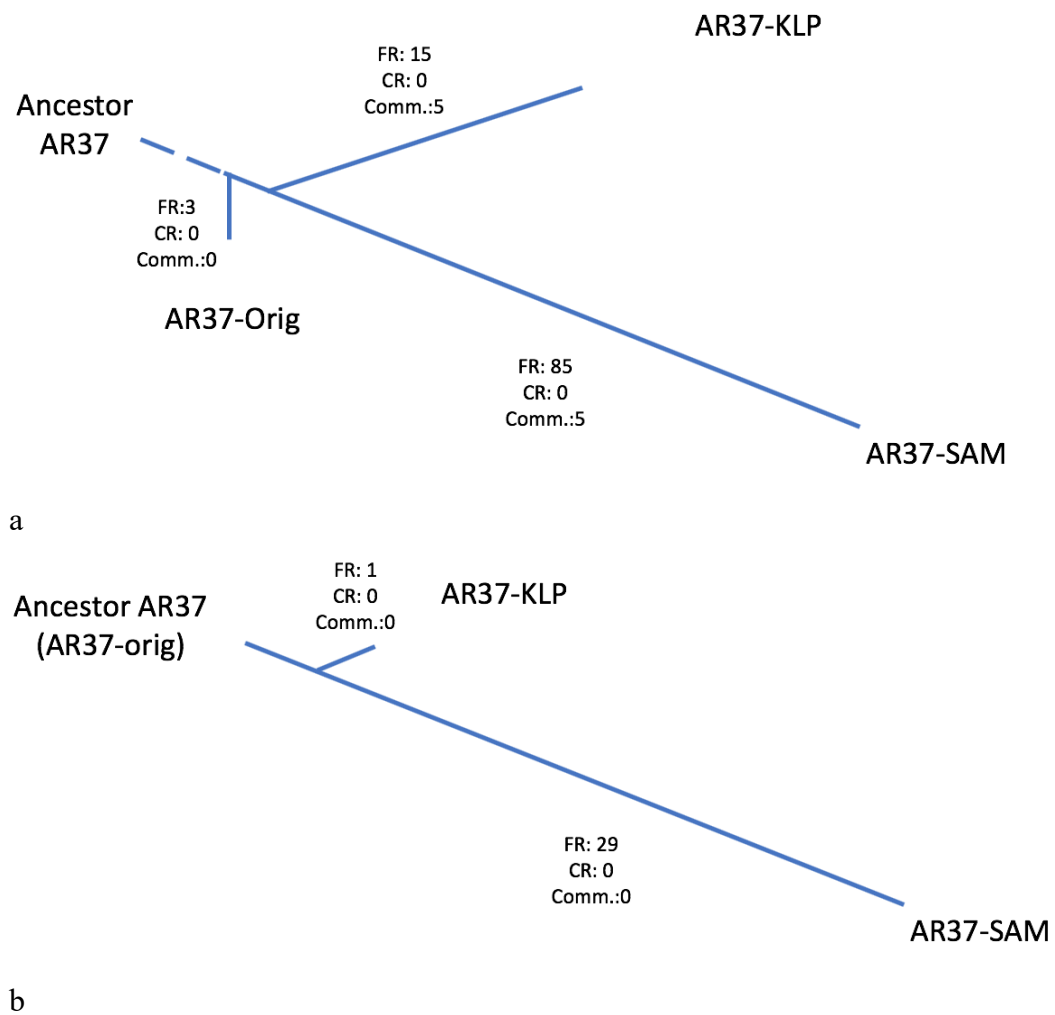 AR37-KLP
FR: 15
CR: 0
Comm.:5
Ancestor
AR37
FR:3
CR: 0
Comm.:0
AR37-Orig
FR: 85
CR: 0
Comm.:5
AR37-SAM
a
FR: 1
CR: 0
Comm.:0
AR37-KLP
Ancestor AR37
(AR37-orig)
FR: 29
CR: 0
Comm.:0
AR37-SAM
b